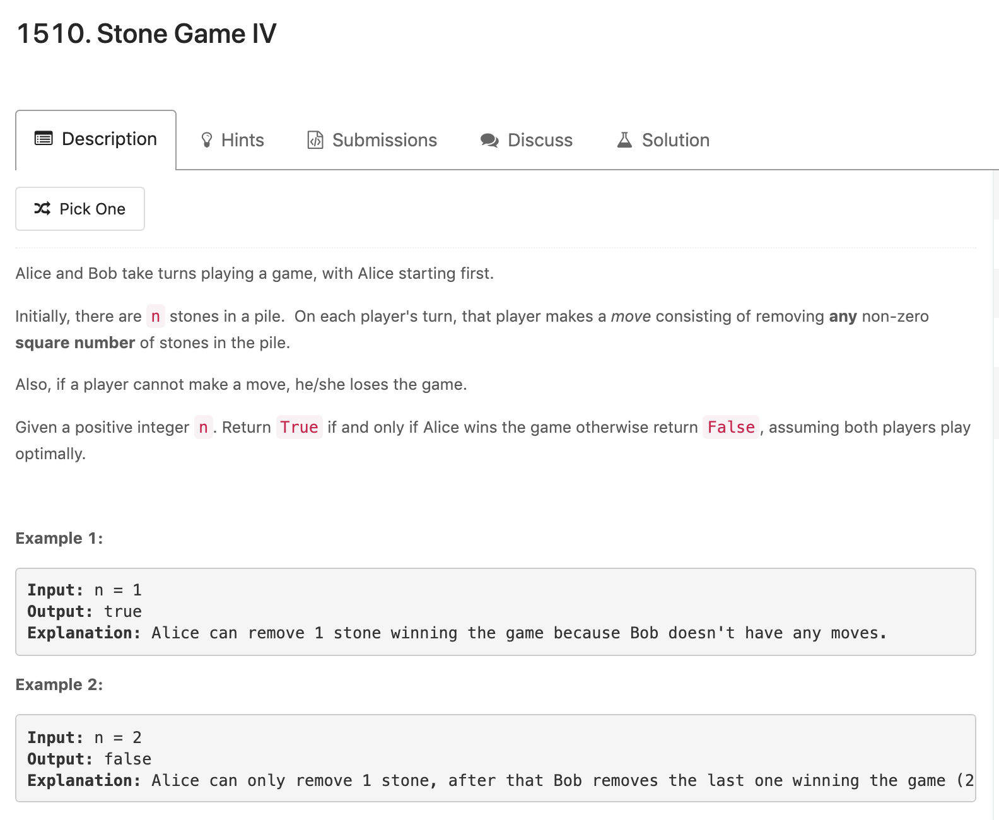 1510. Stone Game IV
Description
Hints
Submissions
Discuss
Solution
Pick One
Alice and Bob take turns playing a game, with Alice starting first.
Initially, there are n stones in a pile.  On each player's turn, that player makes a move consisting of removing any non-zero
square number of stones in the pile.
Also, if a player cannot make a move, he/she loses the game.
Given a positive integer n. Return True if and only if Alice wins the game otherwise return False, assuming both players play
optimally.
Example 1:
Input: n = 1
Output: true
Explanation: Alice can remove 1 stone winning the game because Bob doesn't have any moves.
Example 2:
Input: n = 2
Output: false
Explanation: Alice can only remove 1 stone, after that Bob removes the last one winning the game (2